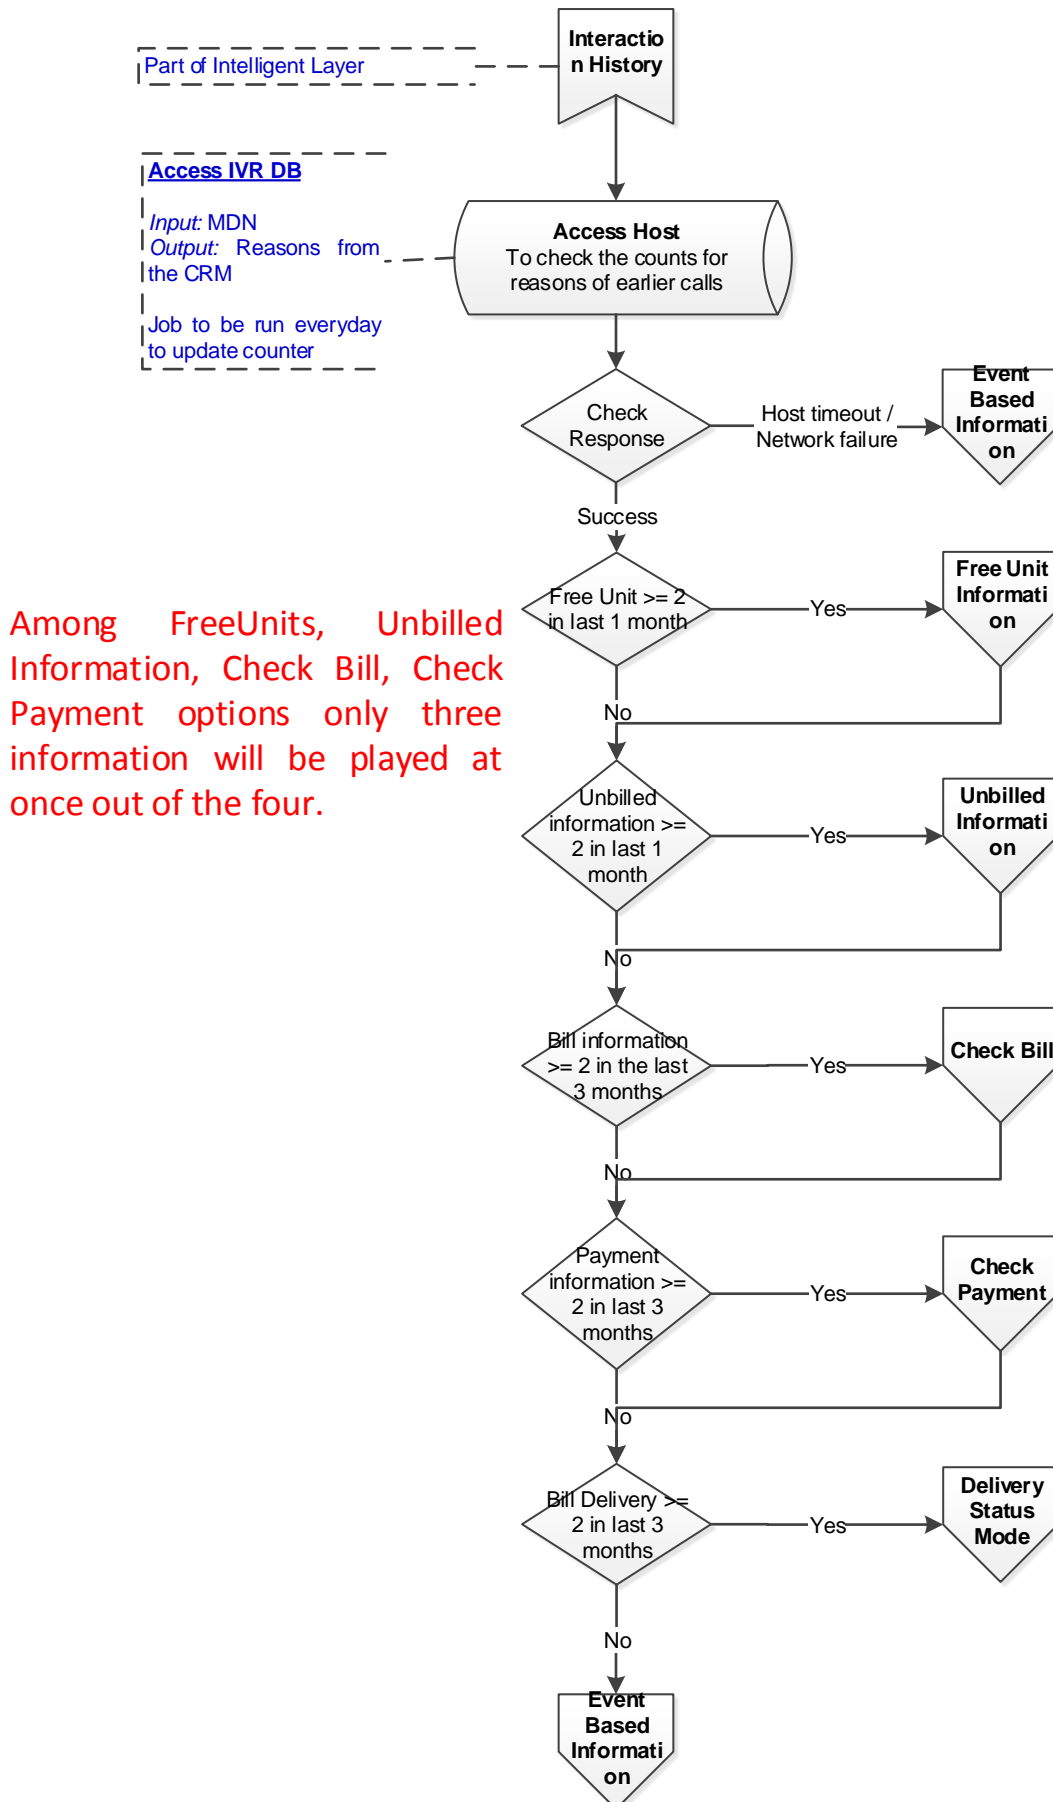 Interactio
n History
Part of Intelligent Layer
Access IVR DB
Input: MDN
Output: Reasons from
the CRM
Job to be run everyday
to update counter
Access Host
To check the counts for
reasons of earlier calls
Check
Response
Host timeout /
Network failure
Event
Based
Informati
on
Success
Free Unit >= 2
in last 1 month
Yes
Free Unit
Informati
on
No
Among FreeUnits, Unbilled
Information, Check Bill, Check
Payment options only three
information will be played at
once out of the four.
Unbilled
information >=
2 in last 1
month
Yes
Unbilled
Informati
on
No
Bill information
>= 2 in the last
3 months
Yes
Check Bill
No
Payment
information >=
2 in last 3
months
Yes
Check
Payment
No
Bill Delivery >=
2 in last 3
months
Yes
Delivery
Status
Mode
No
Event
Based
Informati
on